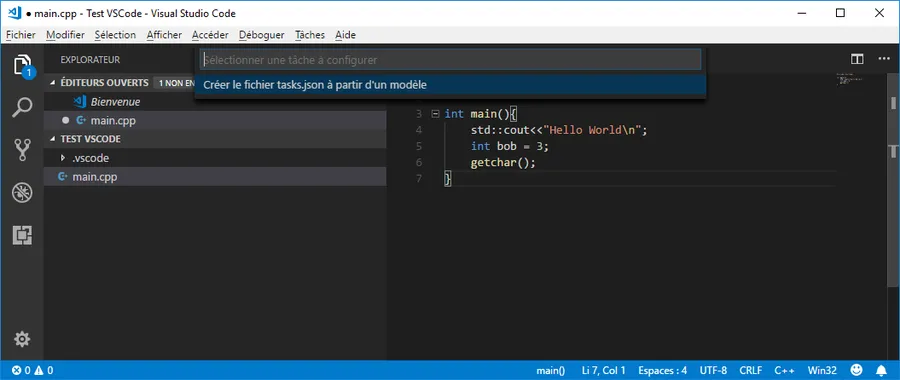 ● main.cpp - Test VSCode - Visual Studio Code
Fichier Modifier Sélection Afficher Accéder Déboguer Tâches Aide
Sélectionner une tâche à configurer
Créer le fichier tasks.json à partir d'un modèle
1
EXPLORATEUR
ÉDITEURS OUVERTS 1 NON EN
Bienvenue
main.cpp
TEST VSCODE
.vscode
main.cpp
3 int main(){
4 std::cout<<"Hello World\n";
5 int bob = 3;
6 getchar();
7 }
0 0 main() Li 7, Col 1 Espaces : 4 UTF-8 CRLF C++ Win32